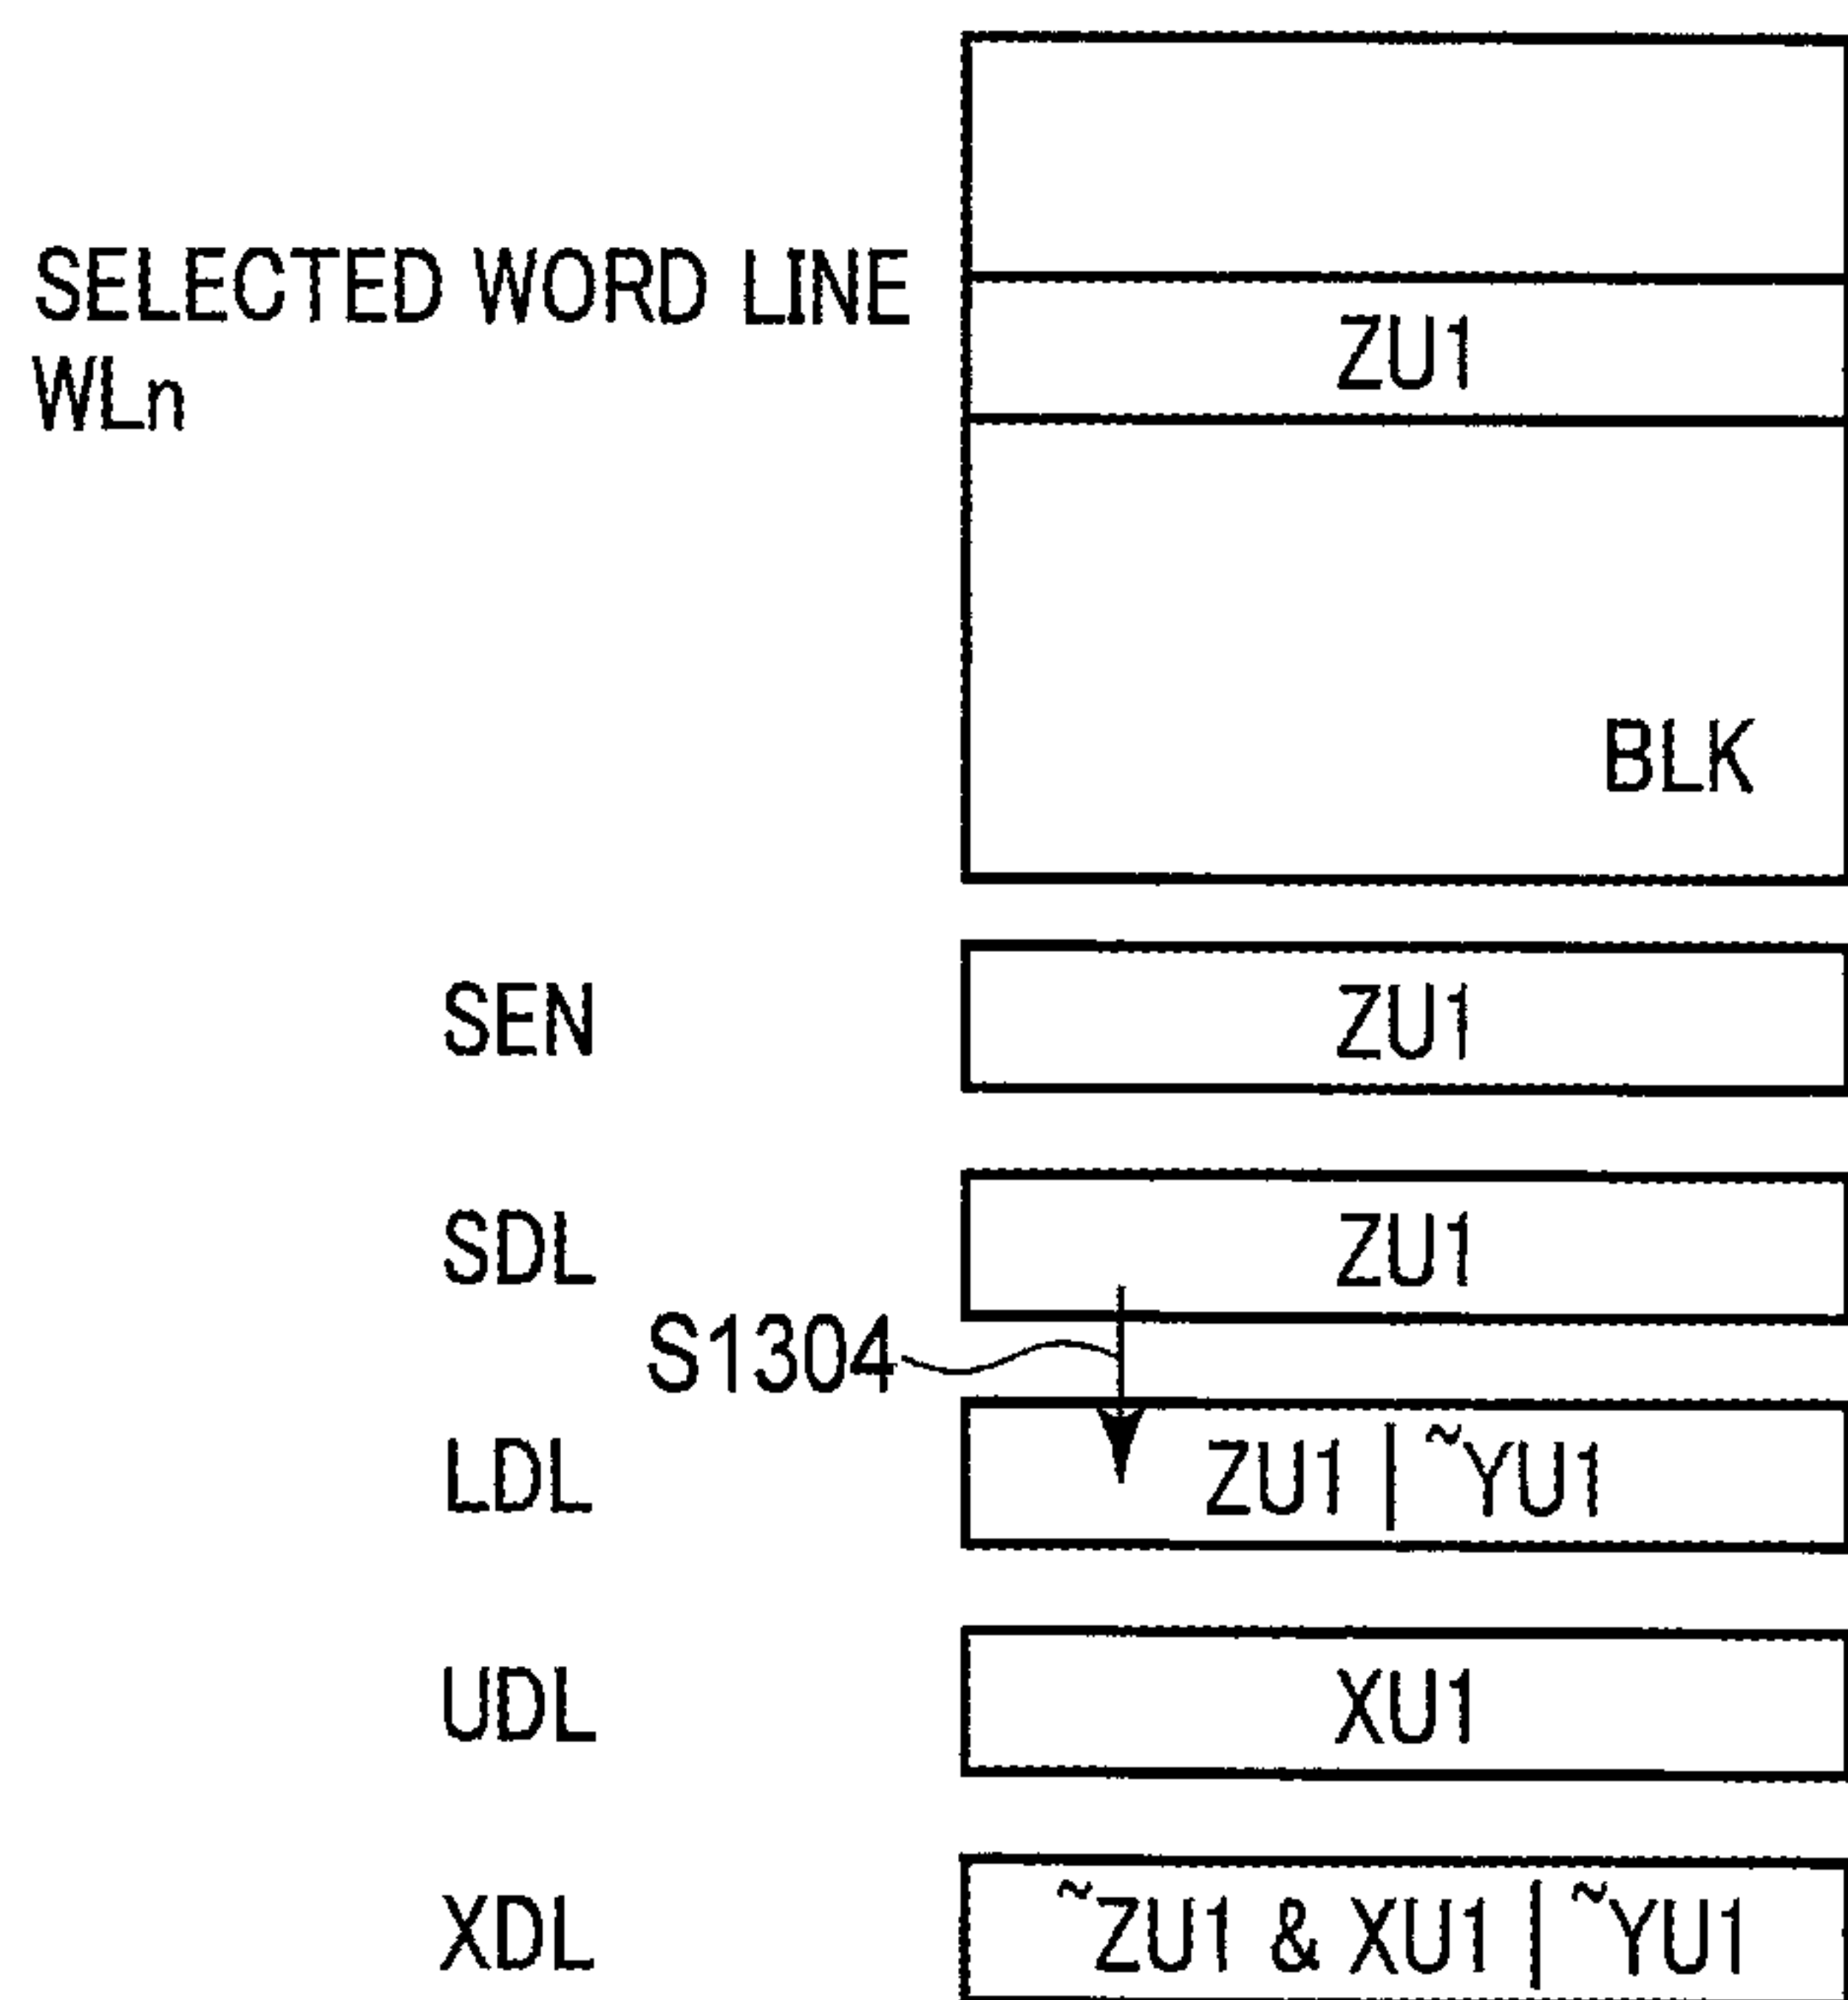 SELECTED WORD LINE
WLn
ZU1
BLK
SEN ZU1
SDL ZU1
S1304
LDL ZU1 | ~YU1
UDL XU1
XDL ~ZU1 & XU1 | ~YU1